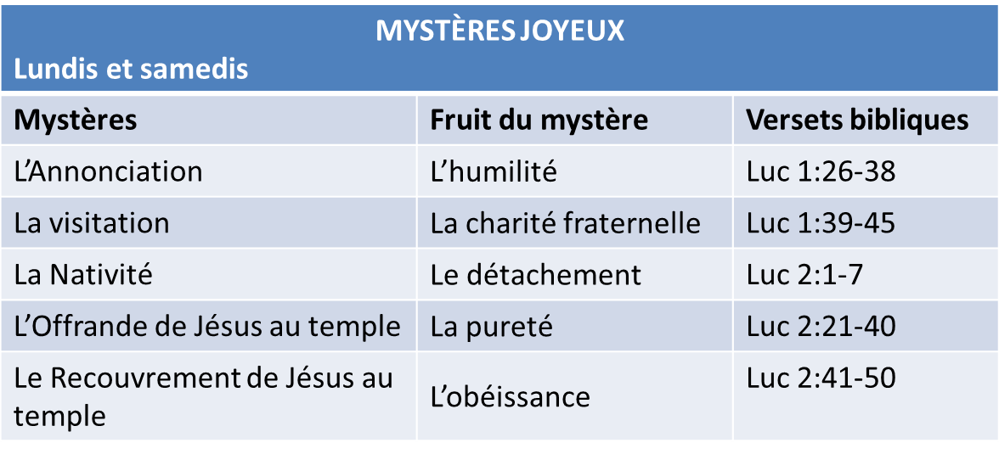 MYSTÈRES JOYEUX
Lundis et samedis
Mystères Fruit du mystère Versets bibliques
L’Annonciation L’humilité Luc 1:26-38
La visitation La charité fraternelle Luc 1:39-45
La Nativité Le détachement Luc 2:1-7
L’Offrande de Jésus au temple La pureté Luc 2:21-40
Le Recouvrement de Jésus au
temple L’obéissance Luc 2:41-50